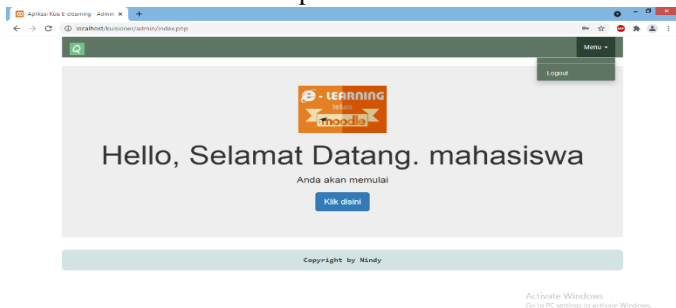 Aplikasi Kuis E-elearning - Admin
localhost/kuisioner/admin/index.php
Q
Menu
Logout
e - LEARNING
moodle
Hello, Selamat Datang. mahasiswa
Anda akan memulai
Klik disini
Copyright by Nindy
Activate Windows
Go to PC settings to activate Windows.